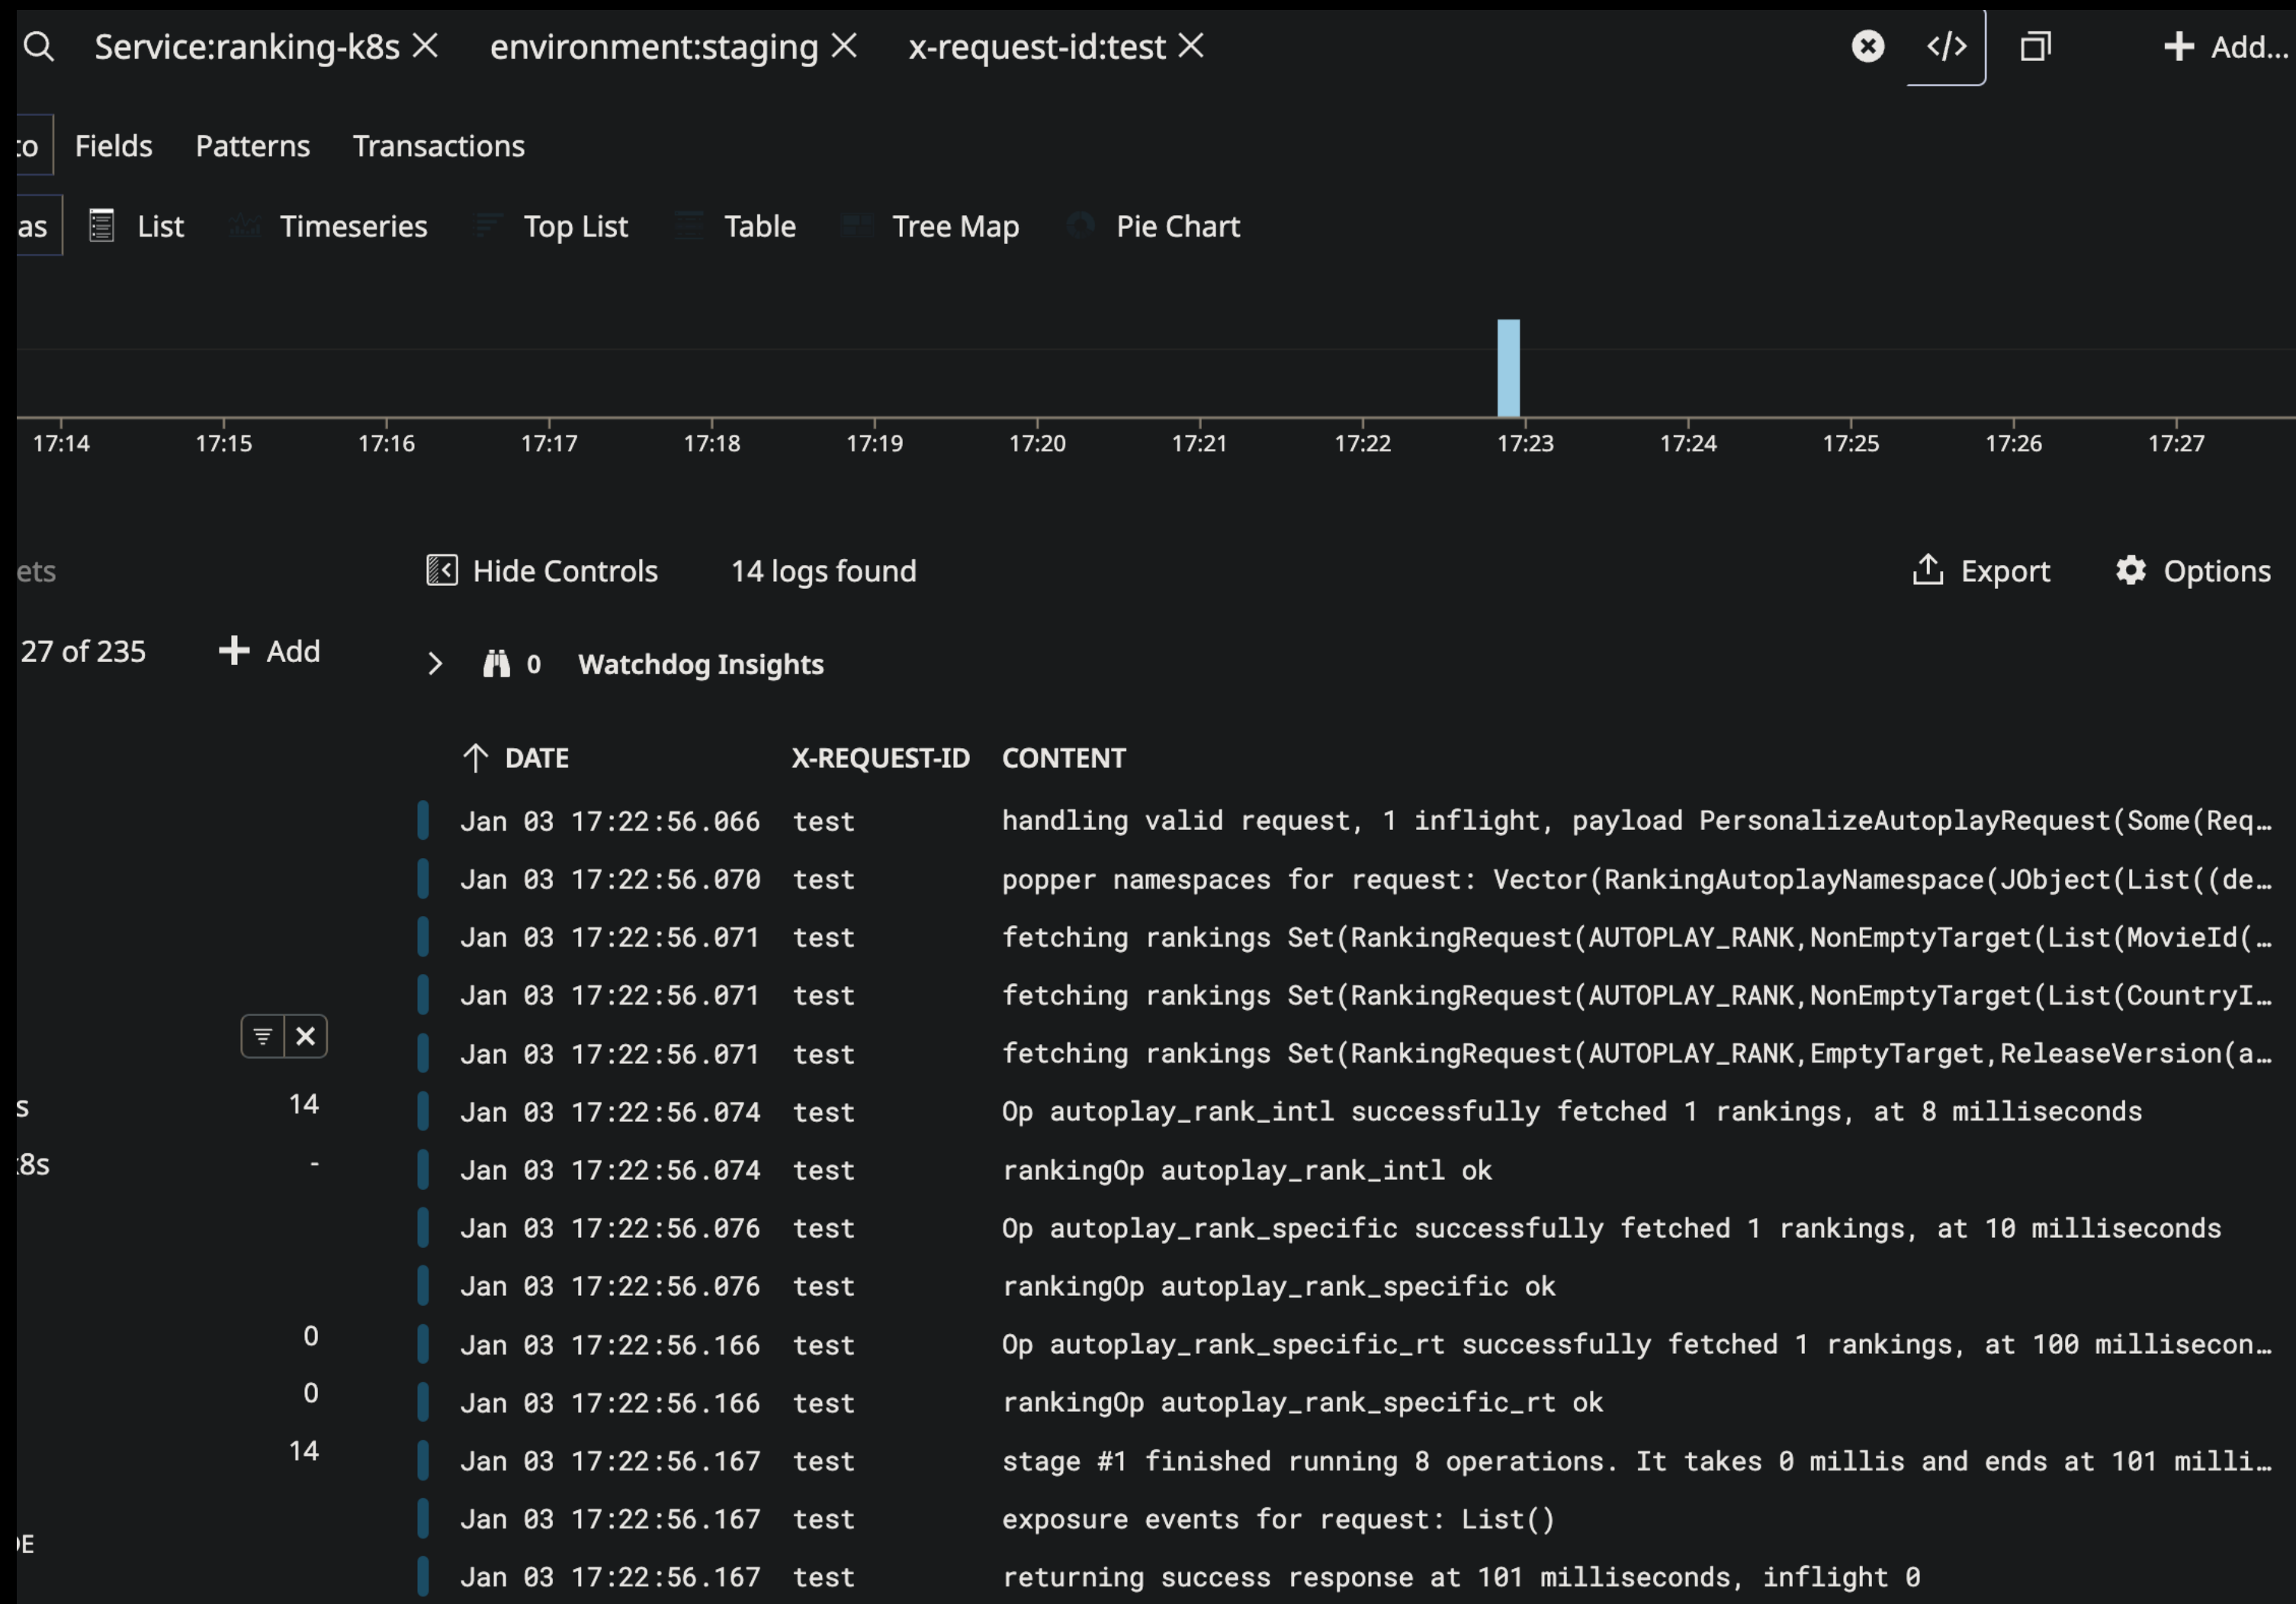 Service:ranking-k8s environment:staging x-request-id:test Add...
to Fields Patterns Transactions
as List Timeseries Top List Table Tree Map Pie Chart
17:14 17:15 17:16 17:17 17:18 17:19 17:20 17:21 17:22 17:23 17:24 17:25 17:26 17:27
ets Hide Controls 14 logs found Export Options
27 of 235 Add
0 Watchdog Insights
DATE X-REQUEST-ID CONTENT
Jan 03 17:22:56.066 test handling valid request, 1 inflight, payload PersonalizeAutoplayRequest(Some(Req…
Jan 03 17:22:56.070 test popper namespaces for request: Vector(RankingAutoplayNamespace(JObject(List((de…
Jan 03 17:22:56.071 test fetching rankings Set(RankingRequest(AUTOPLAY_RANK,NonEmptyTarget(List(MovieId(…
Jan 03 17:22:56.071 test fetching rankings Set(RankingRequest(AUTOPLAY_RANK,NonEmptyTarget(List(CountryI…
Jan 03 17:22:56.071 test fetching rankings Set(RankingRequest(AUTOPLAY_RANK,EmptyTarget,ReleaseVersion(a…
s 14
Jan 03 17:22:56.074 test Op autoplay_rank_intl successfully fetched 1 rankings, at 8 milliseconds
k8s -
Jan 03 17:22:56.074 test rankingOp autoplay_rank_intl ok
Jan 03 17:22:56.076 test Op autoplay_rank_specific successfully fetched 1 rankings, at 10 milliseconds
Jan 03 17:22:56.076 test rankingOp autoplay_rank_specific ok
0
Jan 03 17:22:56.166 test Op autoplay_rank_specific_rt successfully fetched 1 rankings, at 100 millisecon…
0
Jan 03 17:22:56.166 test rankingOp autoplay_rank_specific_rt ok
14
Jan 03 17:22:56.167 test stage #1 finished running 8 operations. It takes 0 millis and ends at 101 milli…
Jan 03 17:22:56.167 test exposure events for request: List()
DE
Jan 03 17:22:56.167 test returning success response at 101 milliseconds, inflight 0